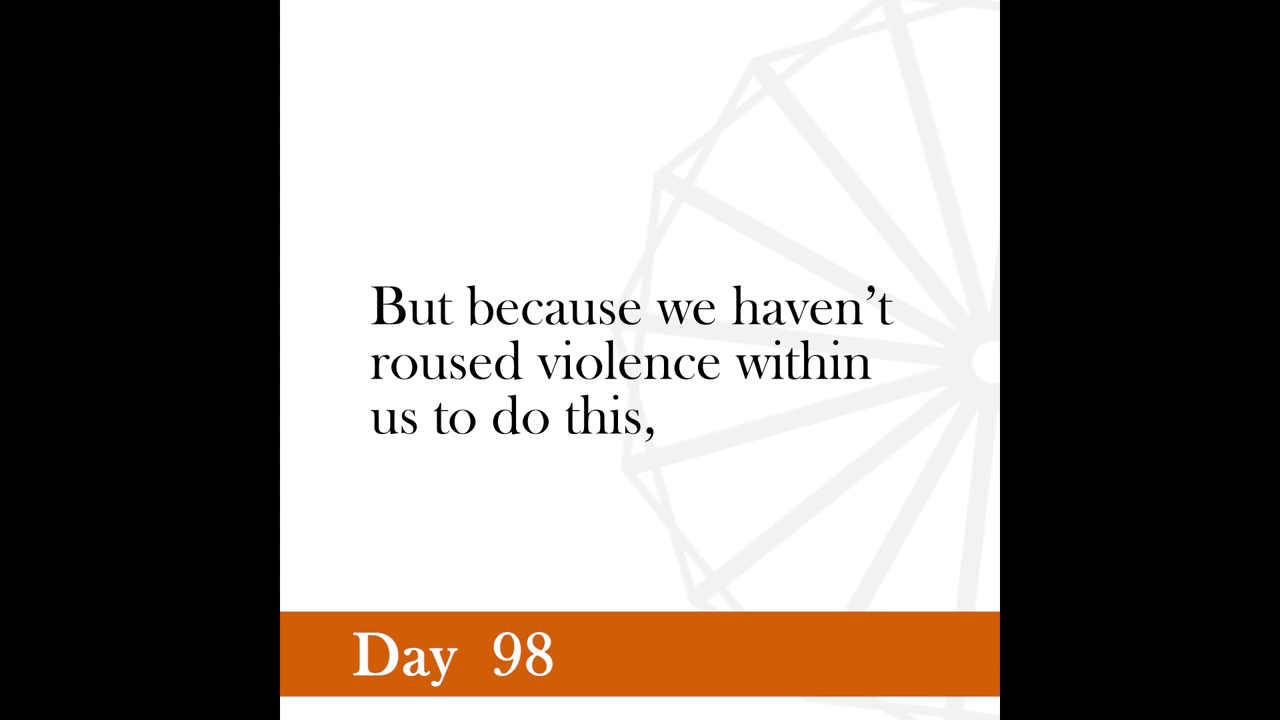 But because we haven’t
roused violence within
us to do this,
Day 98